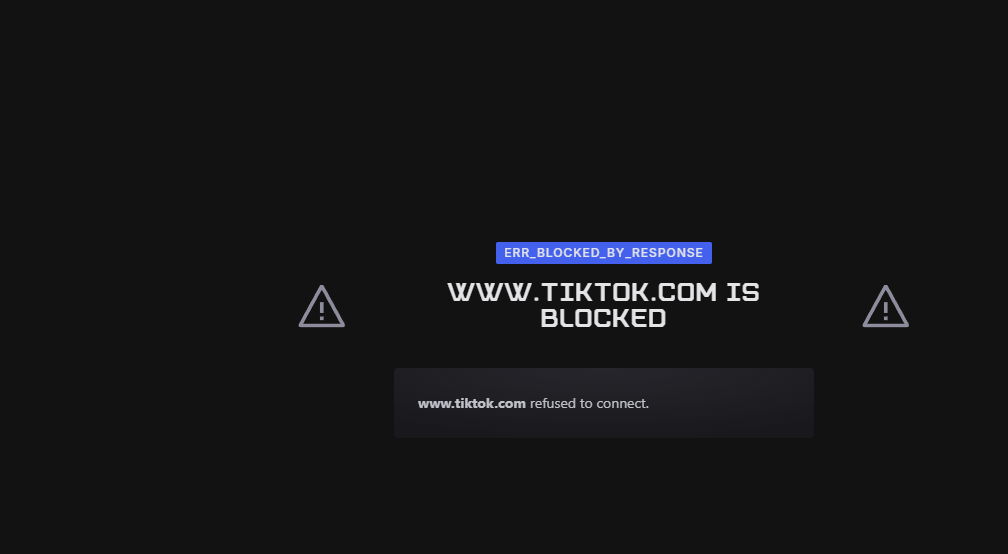 ERR_BLOCKED_BY_RESPONSE
WWW.TIKTOK.COM IS
BLOCKED
www.tiktok.com refused to connect.